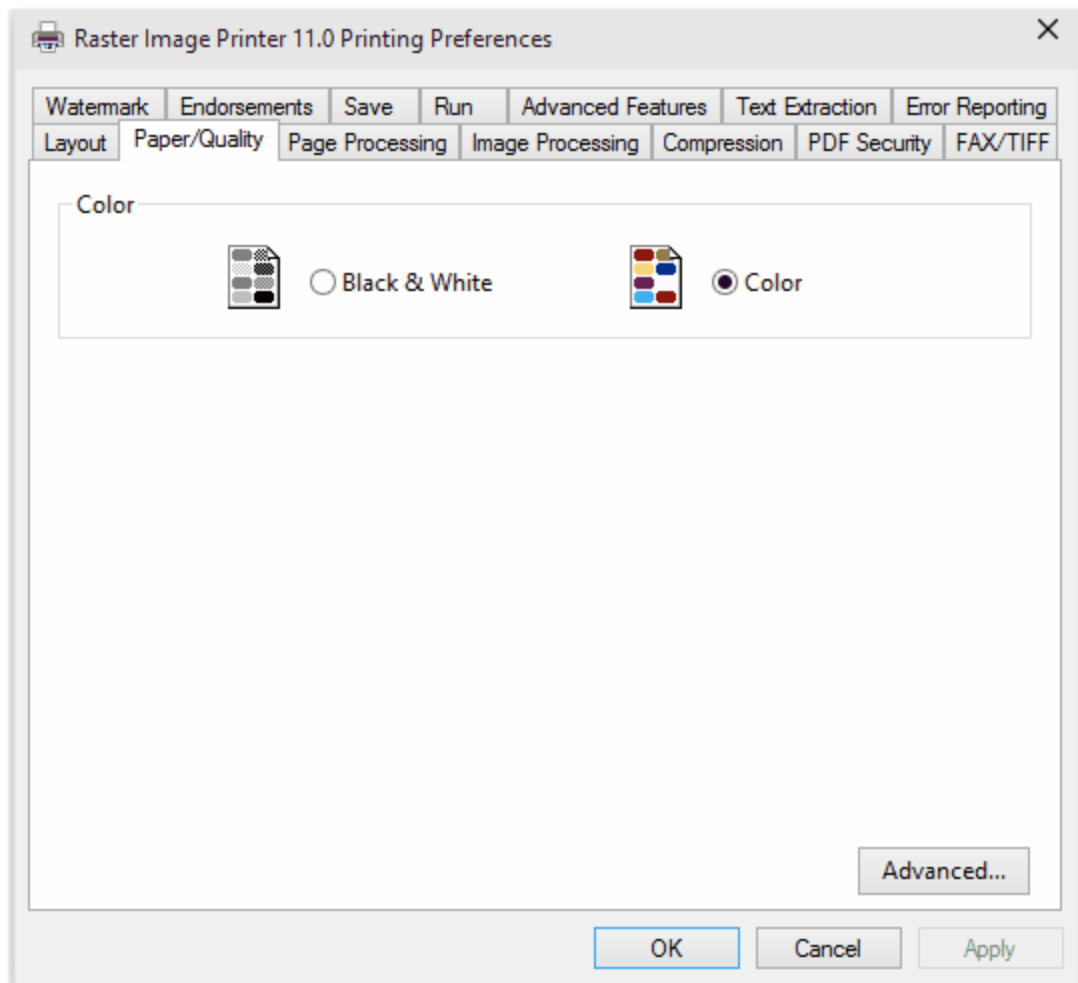 Raster Image Printer 11.0 Printing Preferences
Watermark Endorsements Save Run Advanced Features Text Extraction Error Reporting
Layout Paper/Quality Page Processing Image Processing Compression PDF Security FAX/TIFF
Color
Black & White Color
Advanced...
OK Cancel Apply